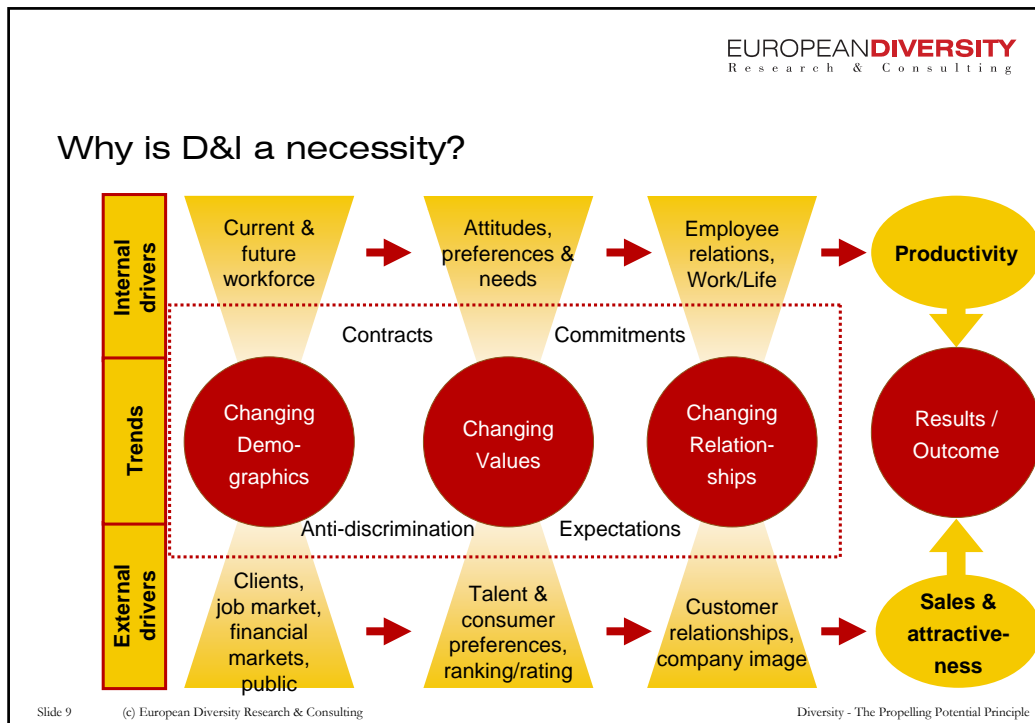 EUROPEANDIVERSITY
Research & Consulting
Why is D&I a necessity?
Internal
drivers
Current &
future
workforce
Attitudes,
preferences &
needs
Employee
relations,
Work/Life
Productivity
Contracts
Commitments
Trends
Changing
Demo-
graphics
Changing
Values
Changing
Relation-
ships
Results /
Outcome
Anti-discrimination
Expectations
External
drivers
Clients,
job market,
financial
markets,
public
Talent &
consumer
preferences,
ranking/rating
Customer
relationships,
company image
Sales &
attractive-
ness
Slide 9
(c) European Diversity Research & Consulting
Diversity - The Propelling Potential Principle